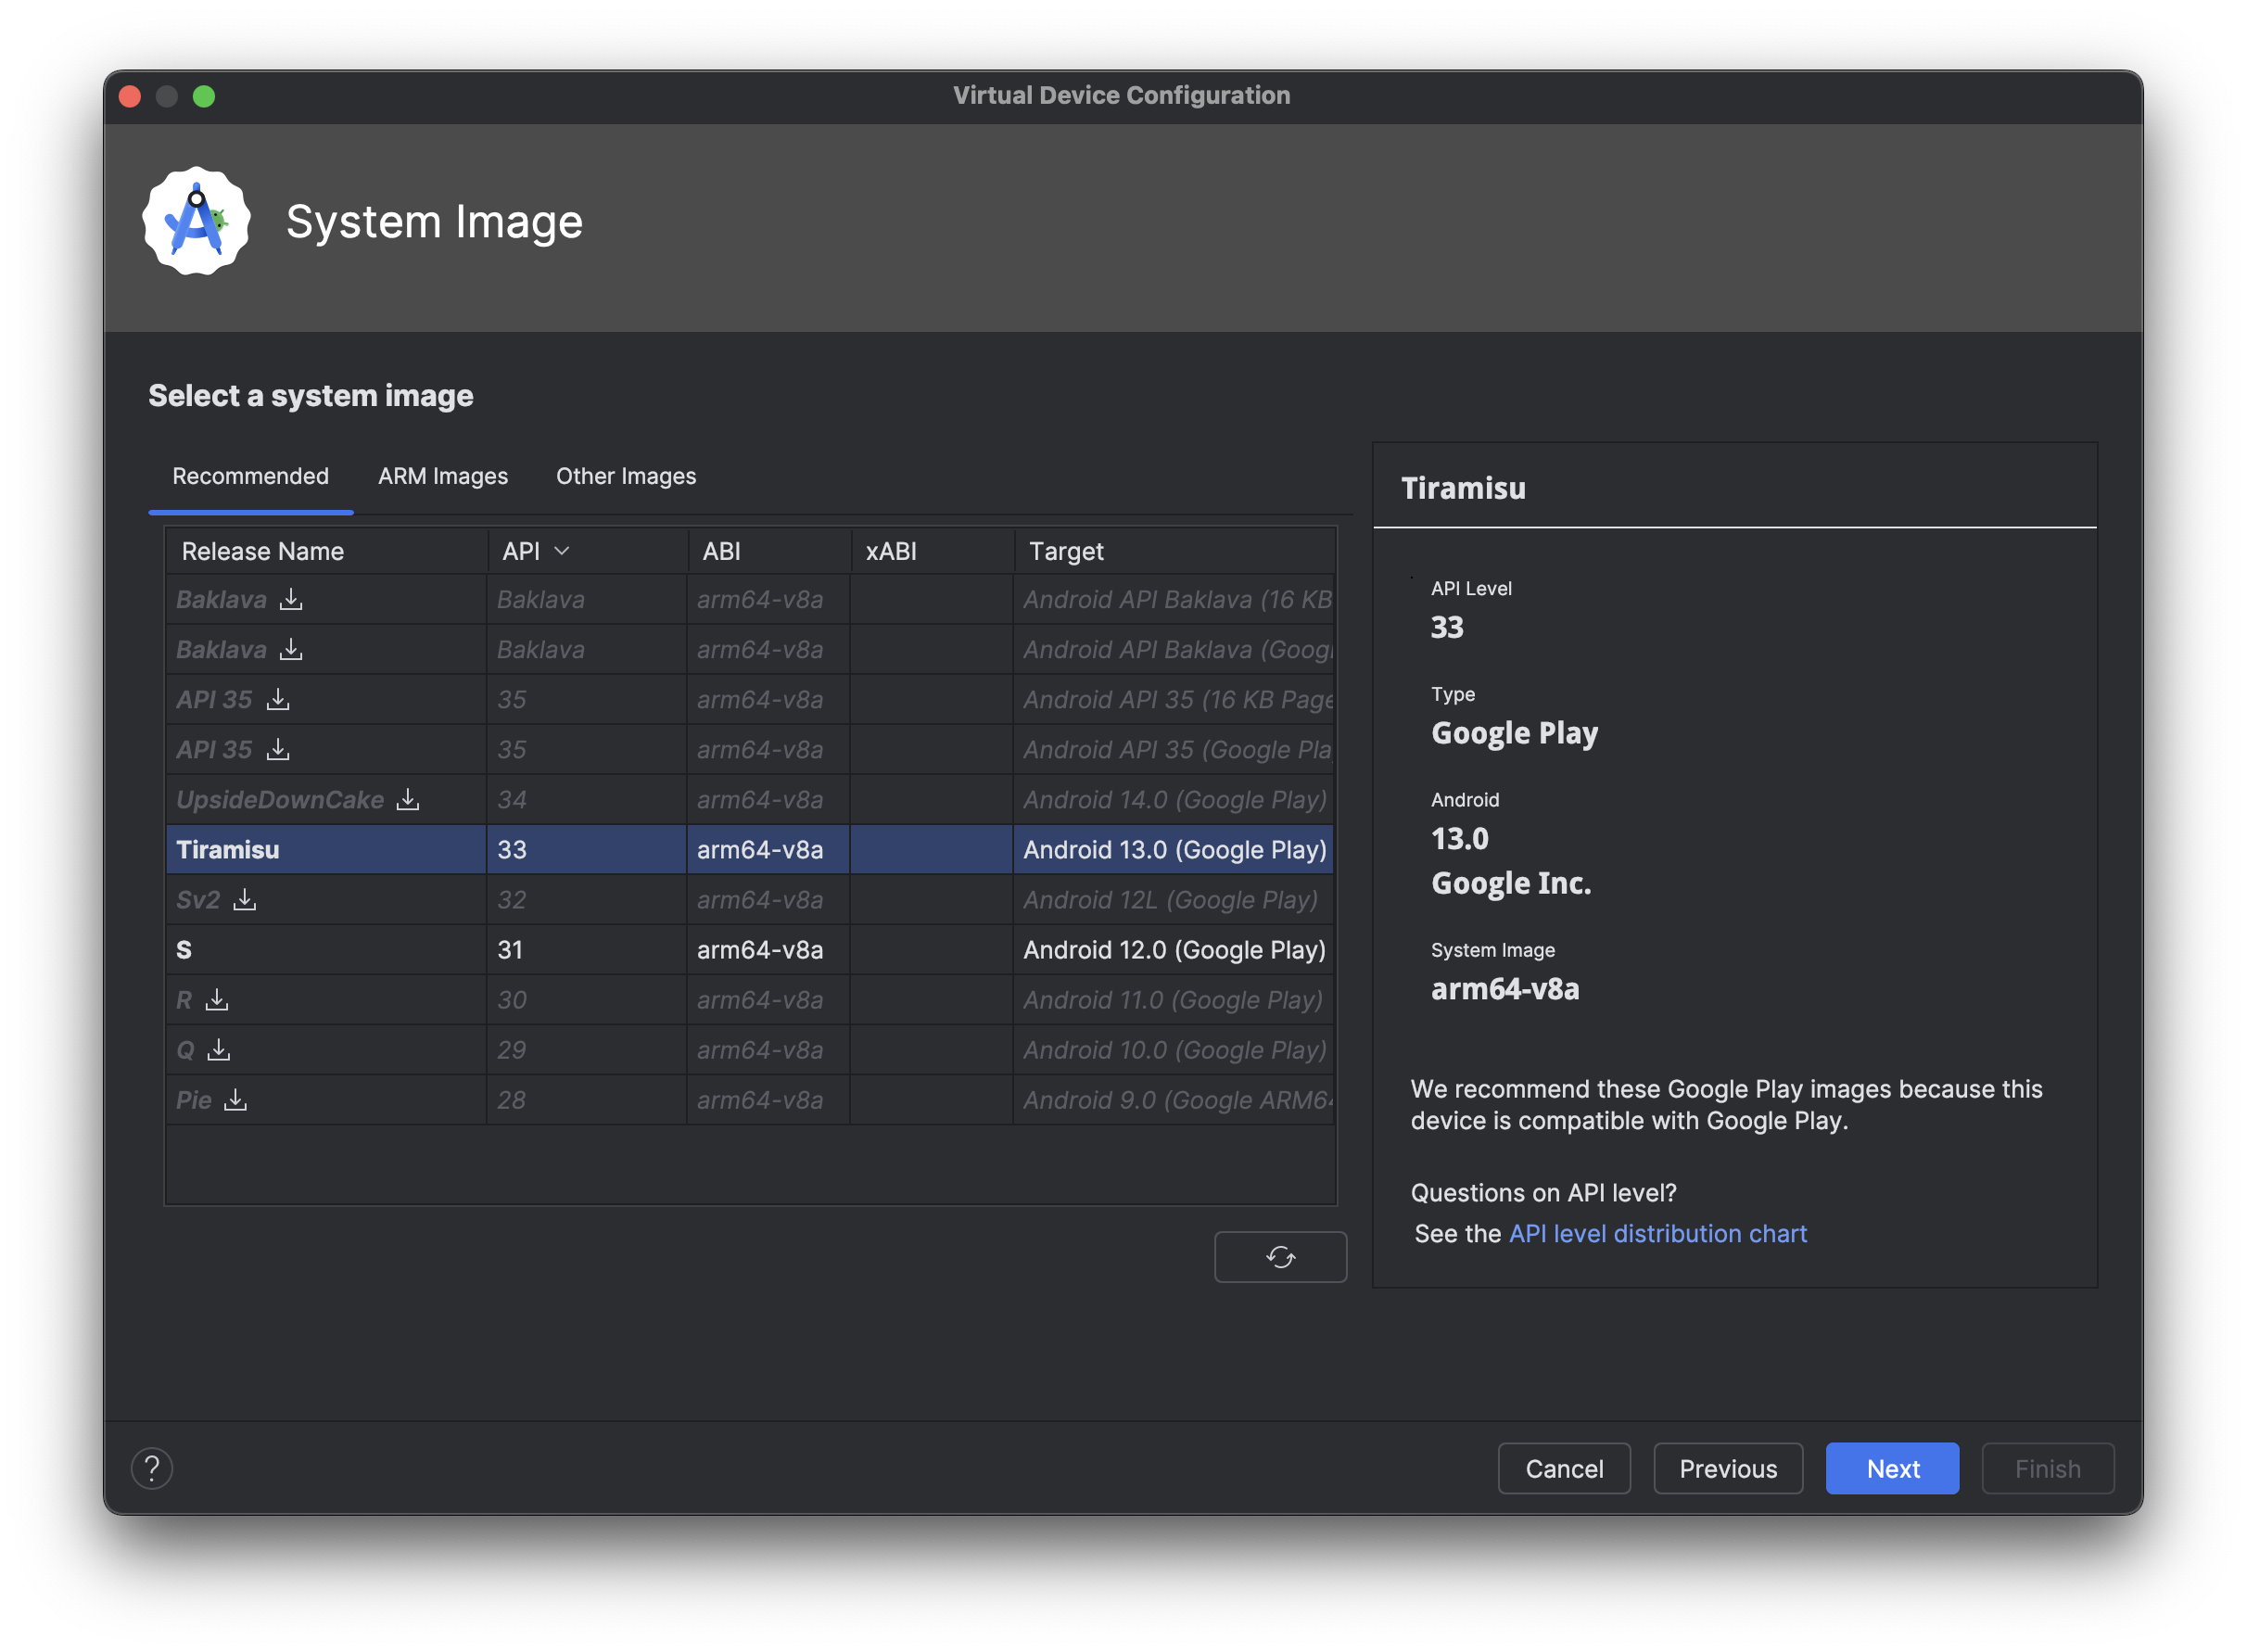 Virtual Device Configuration
System Image
Select a system image
Recommended ARM Images Other Images
Release Name API ABI xABI Target
Baklava Baklava arm64-v8a Android API Baklava (16 KB
Baklava Baklava arm64-v8a Android API Baklava (Googl
API 35 35 arm64-v8a Android API 35 (16 KB Page
API 35 35 arm64-v8a Android API 35 (Google Pla
UpsideDownCake 34 arm64-v8a Android 14.0 (Google Play)
Tiramisu 33 arm64-v8a Android 13.0 (Google Play)
Sv2 32 arm64-v8a Android 12L (Google Play)
S 31 arm64-v8a Android 12.0 (Google Play)
R 30 arm64-v8a Android 11.0 (Google Play)
Q 29 arm64-v8a Android 10.0 (Google Play)
Pie 28 arm64-v8a Android 9.0 (Google ARM64
Tiramisu
API Level
33
Type
Google Play
Android
13.0
Google Inc.
System Image
arm64-v8a
We recommend these Google Play images because this
device is compatible with Google Play.
Questions on API level?
See the API level distribution chart
? Cancel Previous Next Finish